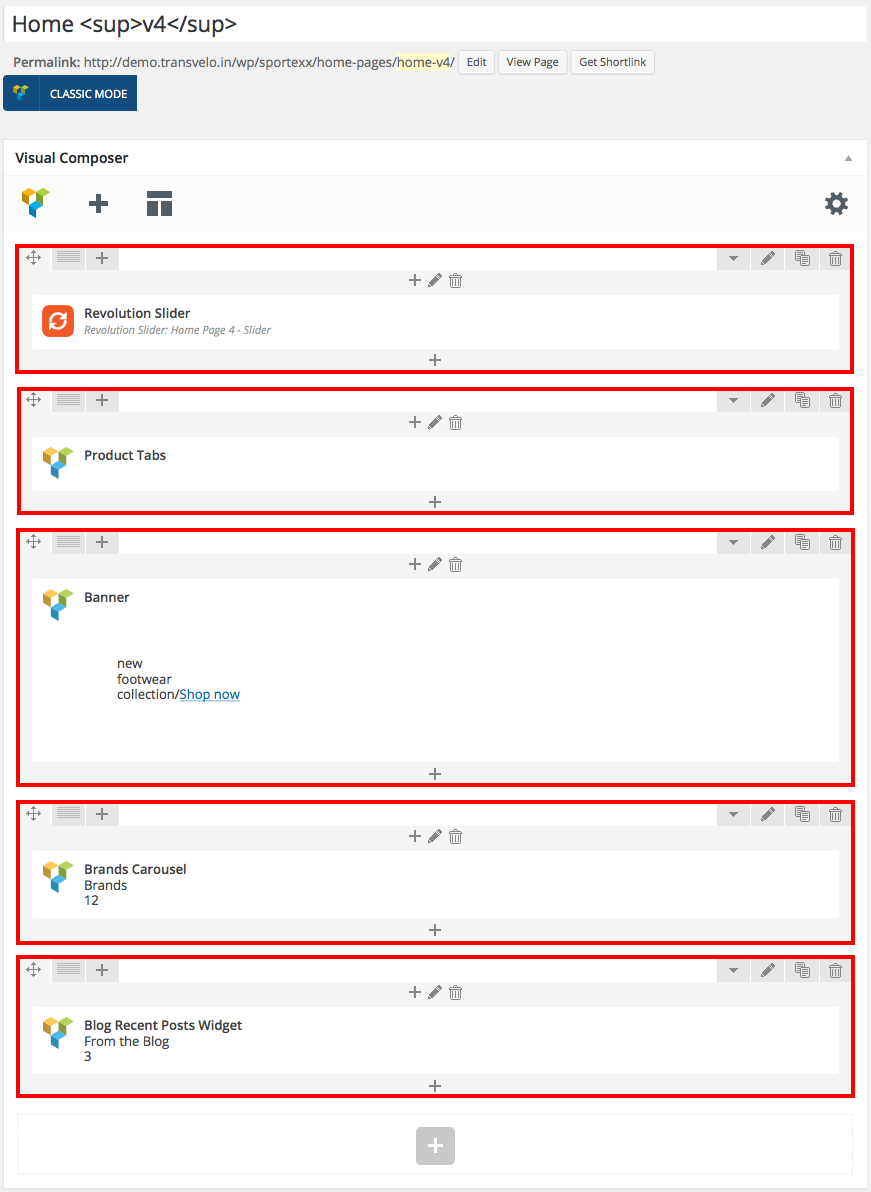 Home <sup>v4</sup>
Permalink: http://demo.transvelo.in/wp/sportexx/home-pages/home-v4/ Edit View Page Get Shortlink
CLASSIC MODE
Visual Composer
Revolution Slider
Revolution Slider: Home Page 4 - Slider
Product Tabs
Banner
new
footwear
collection/Shop now
Brands Carousel
Brands
12
Blog Recent Posts Widget
From the Blog
3